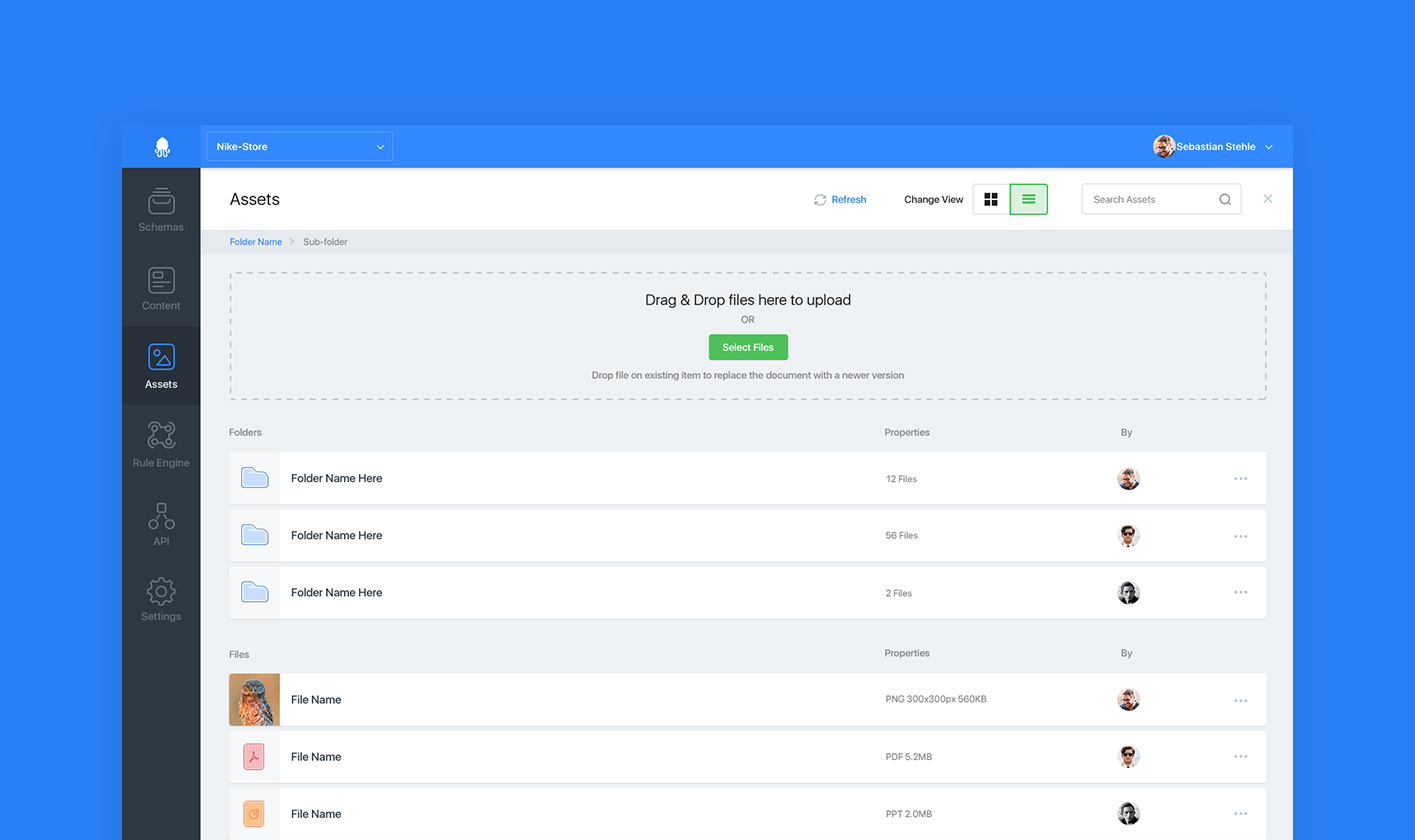 Nike-Store
Sebastian Stehle
Assets
Refresh
Change View
Search Assets
Folder Name
Sub-folder
Schemas
Content
Assets
Rule Engine
API
Settings
Drag & Drop files here to upload
OR
Select Files
Drop file on existing item to replace the document with a newer version
Folders Properties By
Folder Name Here 12 Files
Folder Name Here 56 Files
Folder Name Here 2 Files
Files Properties By
File Name PNG 300x300px 560KB
File Name PDF 5.2MB
File Name PPT 2.0MB